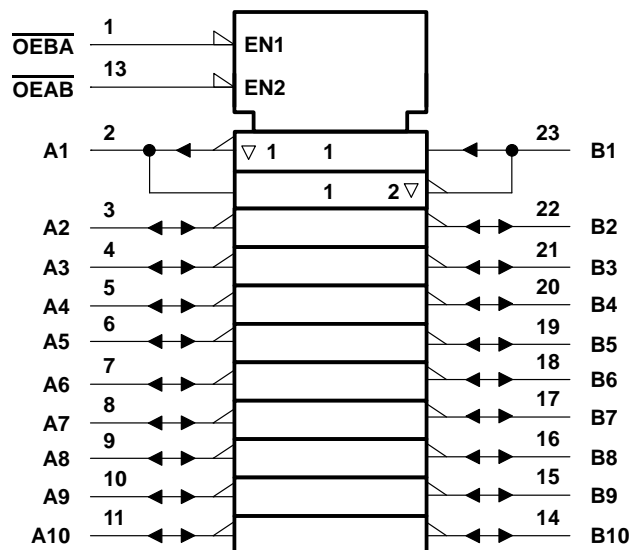 OEBA 1 EN1
OEAB 13 EN2
A1 2 ▽ 1 1 23 B1
1 2 ▽
A2 3 22 B2
A3 4 21 B3
A4 5 20 B4
A5 6 19 B5
A6 7 18 B6
A7 8 17 B7
A8 9 16 B8
A9 10 15 B9
A10 11 14 B10